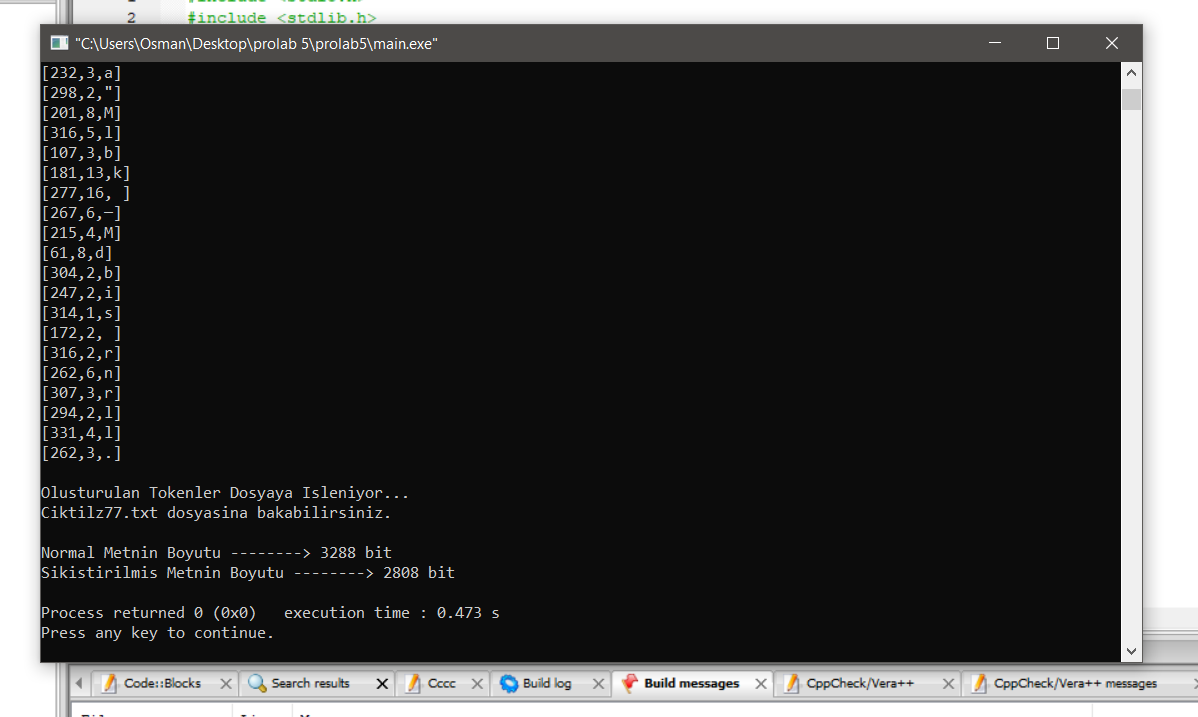 2
#include <stdlib.h>
"C:\Users\Osman\Desktop\prolab 5\prolab5\main.exe"
[232,3,a]
[298,2,"]
[201,8,M]
[316,5,l]
[107,3,b]
[181,13,k]
[277,16, ]
[267,6,─]
[215,4,M]
[61,8,d]
[304,2,b]
[247,2,i]
[314,1,s]
[172,2, ]
[316,2,r]
[262,6,n]
[307,3,r]
[294,2,l]
[331,4,l]
[262,3,.]
Olusturulan Tokenler Dosyaya Isleniyor...
Ciktilz77.txt dosyasina bakabilirsiniz.
Normal Metnin Boyutu --------> 3288 bit
Sikistirilmis Metnin Boyutu --------> 2808 bit
Process returned 0 (0x0)   execution time : 0.473 s
Press any key to continue.
Code::Blocks Search results Cccc Build log Build messages CppCheck/Vera++ CppCheck/Vera++ messages